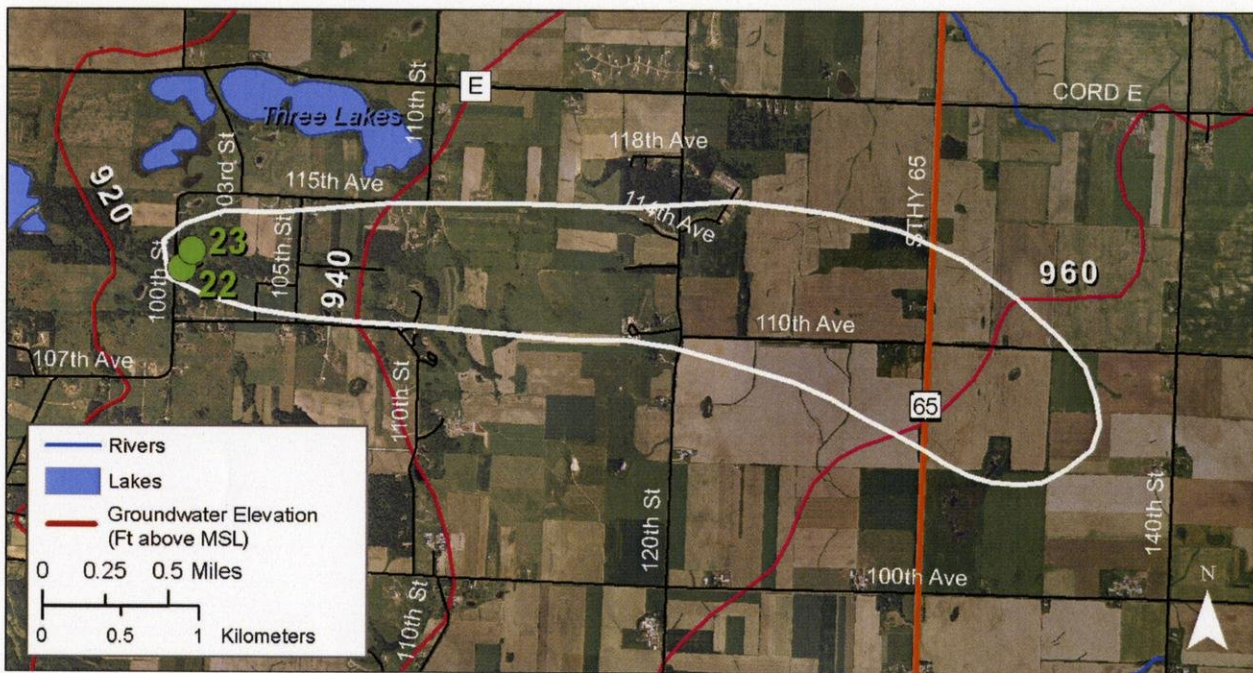 E
110th St
CORD E
Three Lakes
03rd St
118th Ave
920
115th Ave
114th Ave
STHY 65
23
22
100th St
105th St
940
960
110th Ave
107th Ave
110th St
65
120th St
140th St
100th Ave
110th St
N
Rivers
Lakes
Groundwater Elevation
(Ft above MSL)
0 0.25 0.5 Miles
0 0.5 1 Kilometers